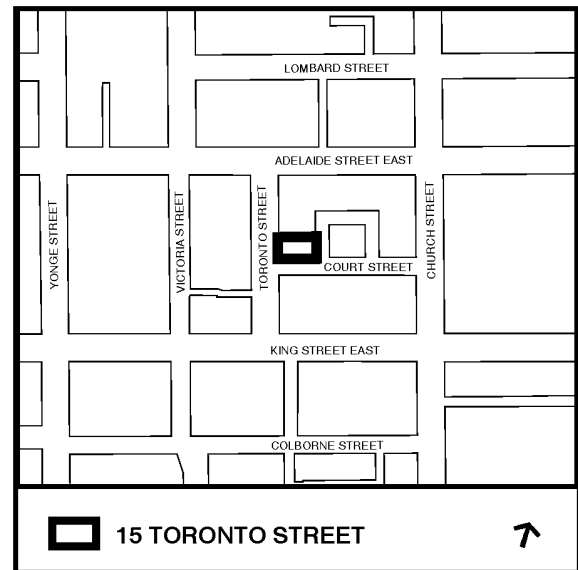 LOMBARD STREET
ADELAIDE STREET EAST
YONGE STREET
VICTORIA STREET
TORONTO STREET
CHURCH STREET
COURT STREET
KING STREET EAST
COLBORNE STREET
15 TORONTO STREET